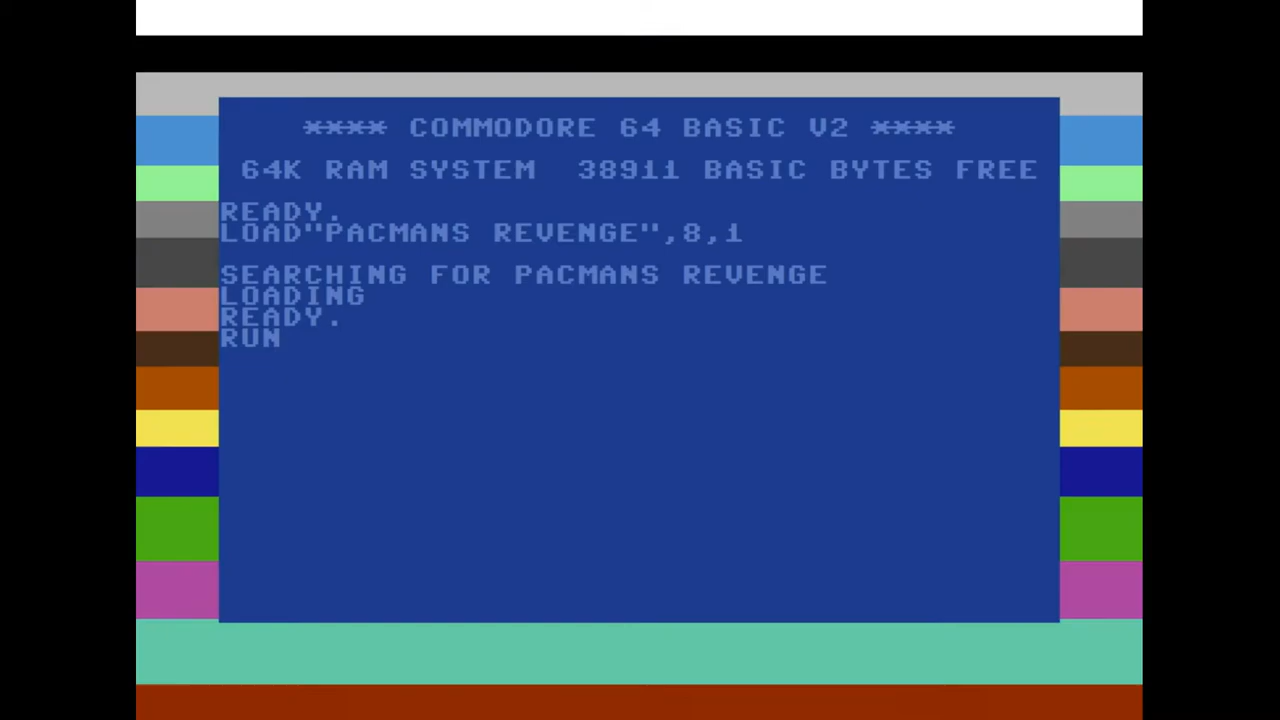 **** COMMODORE 64 BASIC V2 ****
64K RAM SYSTEM  38911 BASIC BYTES FREE
READY.
LOAD"PACMANS REVENGE",8,1
SEARCHING FOR PACMANS REVENGE
LOADING
READY.
RUN